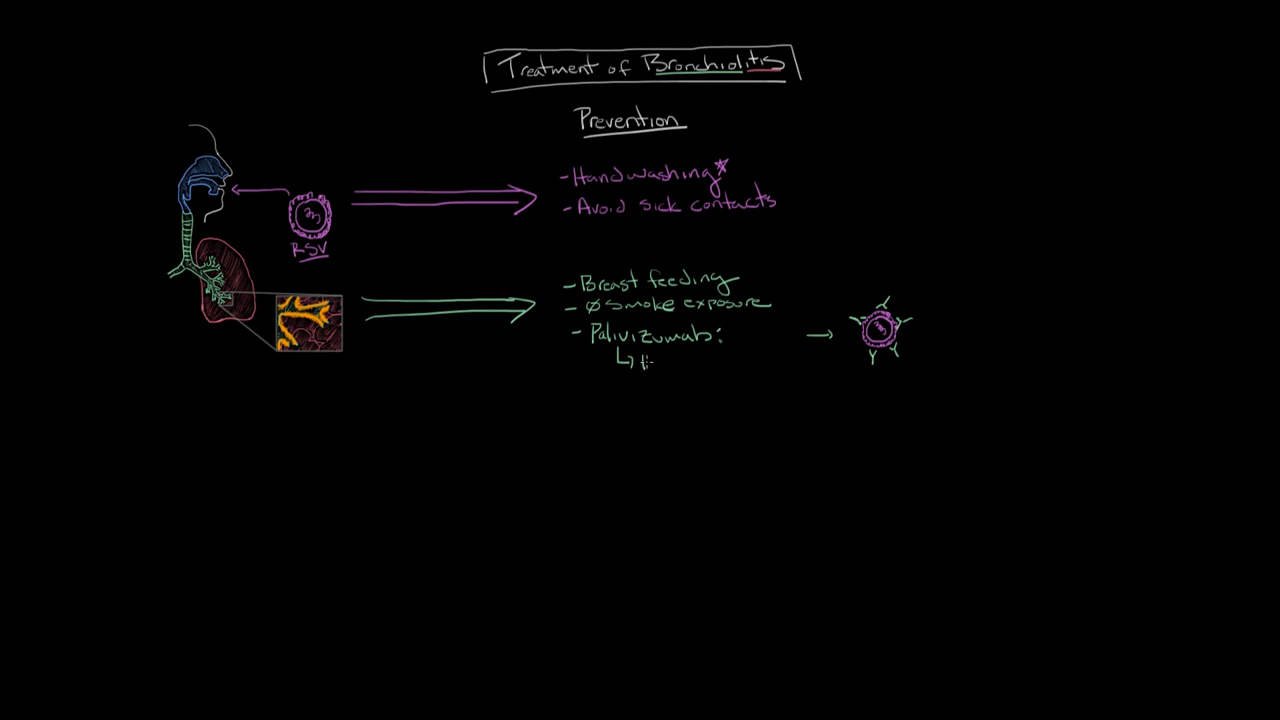 Treatment of Bronchiolitis
Prevention
- Handwashing*
- Avoid sick contacts
RSV
- Breast feeding
- Ø smoke exposure
- Palivizumab: